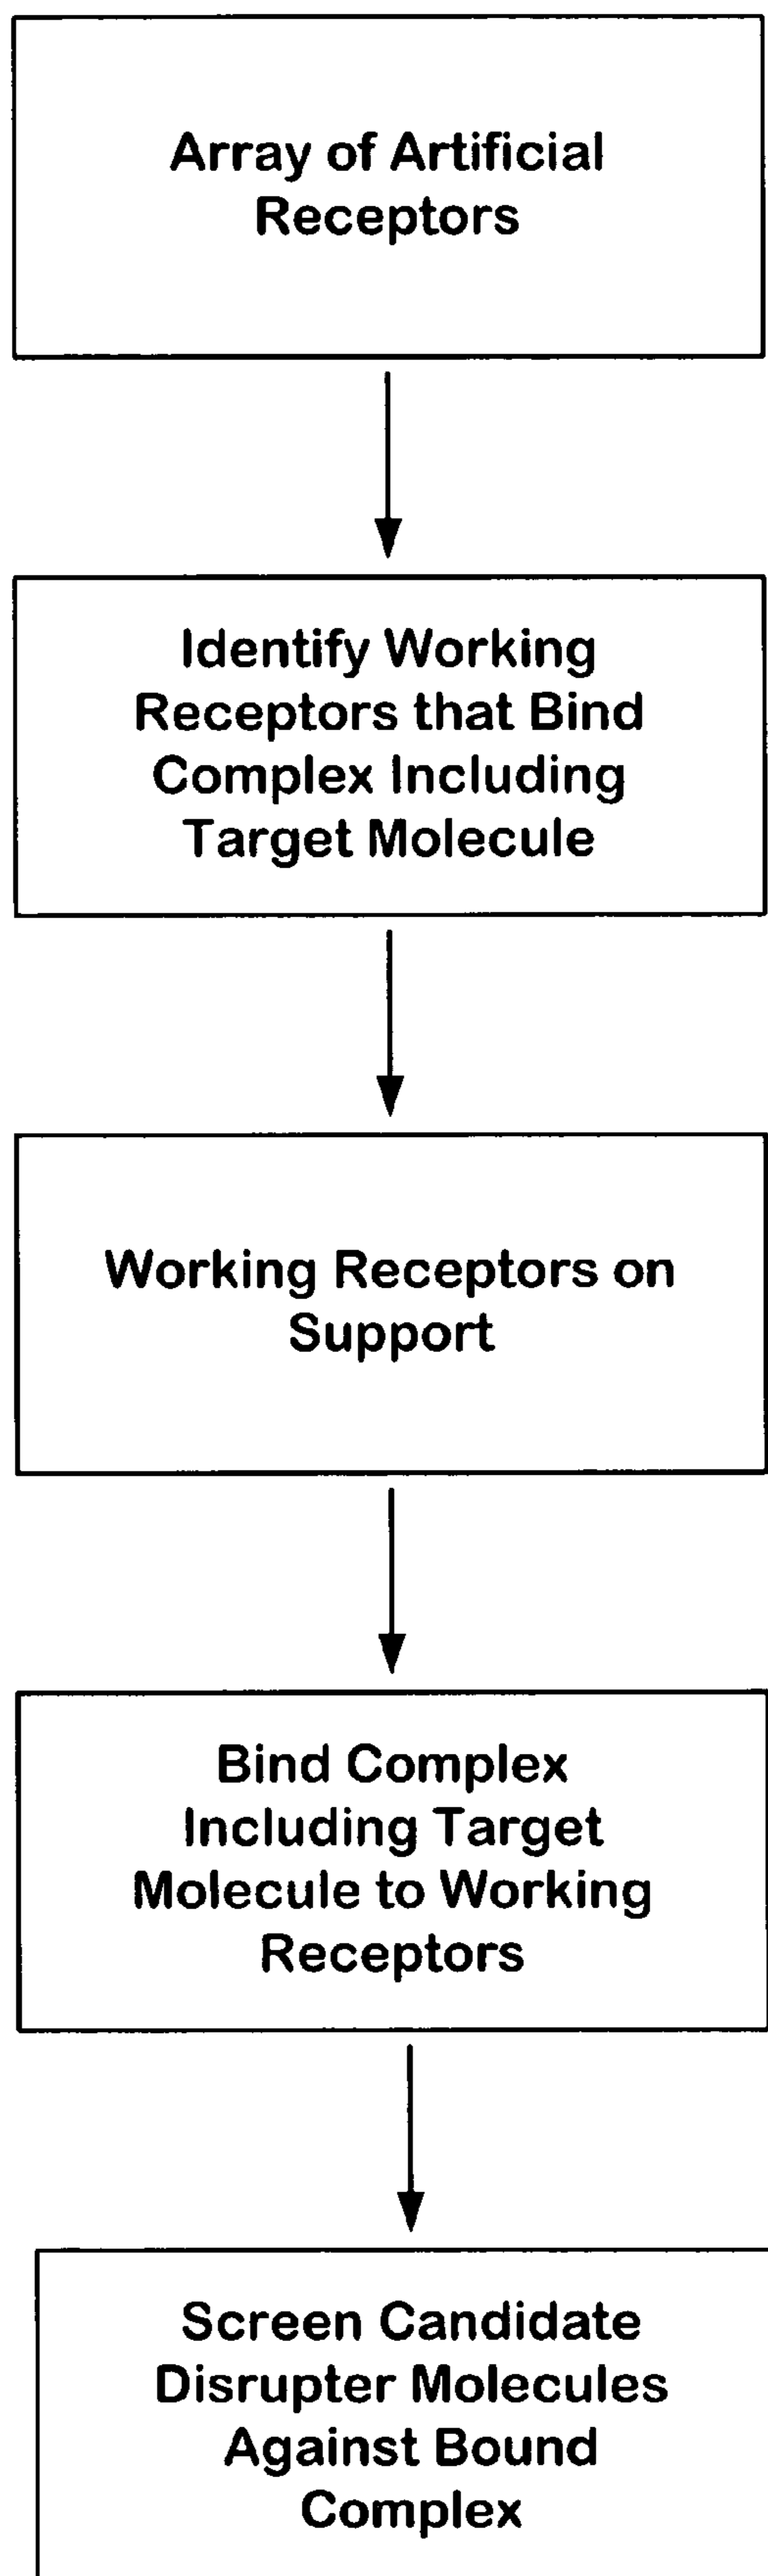 Array of Artificial
Receptors
Identify Working
Receptors that Bind
Complex Including
Target Molecule
Working Receptors on
Support
Bind Complex
Including Target
Molecule to Working
Receptors
Screen Candidate
Disrupter Molecules
Against Bound
Complex